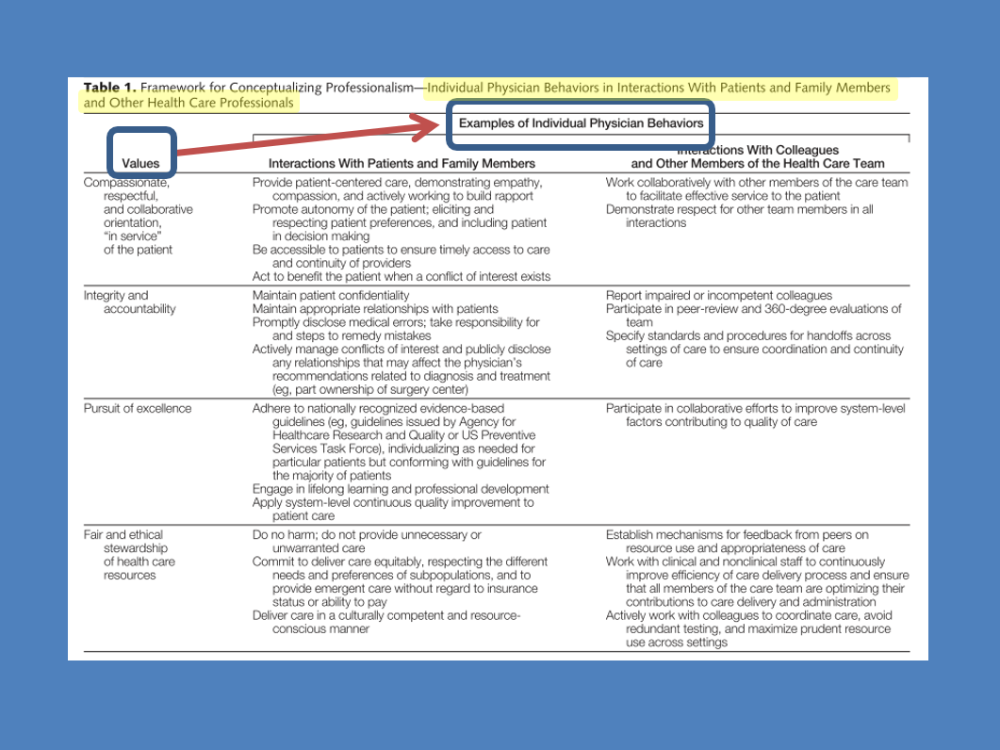 Table 1. Framework for Conceptualizing Professionalism—Individual Physician Behaviors in Interactions With Patients and Family Members
and Other Health Care Professionals
Examples of Individual Physician Behaviors
Values
Interactions With Patients and Family Members
Interactions With Colleagues
and Other Members of the Health Care Team
Compassionate,
respectful,
and collaborative
orientation,
“in service”
of the patient
Provide patient-centered care, demonstrating empathy,
compassion, and actively working to build rapport
Promote autonomy of the patient; eliciting and
respecting patient preferences, and including patient
in decision making
Be accessible to patients to ensure timely access to care
and continuity of providers
Act to benefit the patient when a conflict of interest exists
Work collaboratively with other members of the care team
to facilitate effective service to the patient
Demonstrate respect for other team members in all
interactions
Integrity and
accountability
Maintain patient confidentiality
Maintain appropriate relationships with patients
Promptly disclose medical errors; take responsibility for
and steps to remedy mistakes
Actively manage conflicts of interest and publicly disclose
any relationships that may affect the physician’s
recommendations related to diagnosis and treatment
(eg, part ownership of surgery center)
Report impaired or incompetent colleagues
Participate in peer-review and 360-degree evaluations of
team
Specify standards and procedures for handoffs across
settings of care to ensure coordination and continuity
of care
Pursuit of excellence
Adhere to nationally recognized evidence-based
guidelines (eg, guidelines issued by Agency for
Healthcare Research and Quality or US Preventive
Services Task Force), individualizing as needed for
particular patients but conforming with guidelines for
the majority of patients
Engage in lifelong learning and professional development
Apply system-level continuous quality improvement to
patient care
Participate in collaborative efforts to improve system-level
factors contributing to quality of care
Fair and ethical
stewardship
of health care
resources
Do no harm; do not provide unnecessary or
unwarranted care
Commit to deliver care equitably, respecting the different
needs and preferences of subpopulations, and to
provide emergent care without regard to insurance
status or ability to pay
Deliver care in a culturally competent and resource-
conscious manner
Establish mechanisms for feedback from peers on
resource use and appropriateness of care
Work with clinical and nonclinical staff to continuously
improve efficiency of care delivery process and ensure
that all members of the care team are optimizing their
contributions to care delivery and administration
Actively work with colleagues to coordinate care, avoid
redundant testing, and maximize prudent resource
use across settings